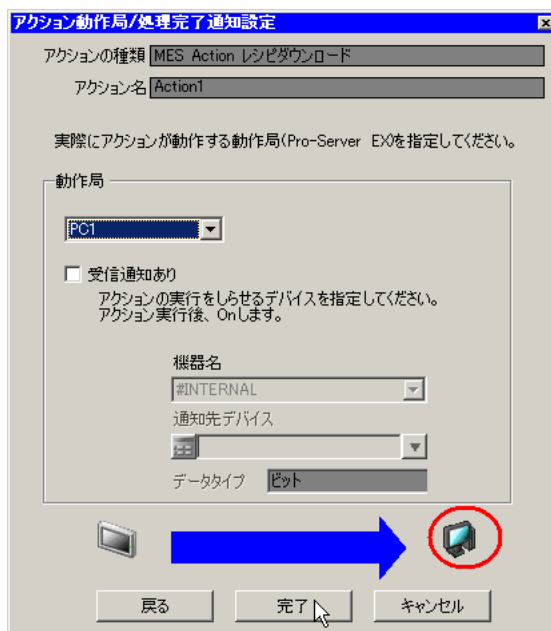 アクション動作局/処理完了通知設定
アクションの種類 MES Action レシピダウンロード
アクション名 Action1
実際にアクションが動作する動作局(Pro-Server EX)を指定してください。
動作局
PC1
受信通知あり
アクションの実行をしらせるデバイスを指定してください。
アクション実行後、Onします。
機器名
#INTERNAL
通知先デバイス
データタイプ ビット
戻る 完了 キャンセル